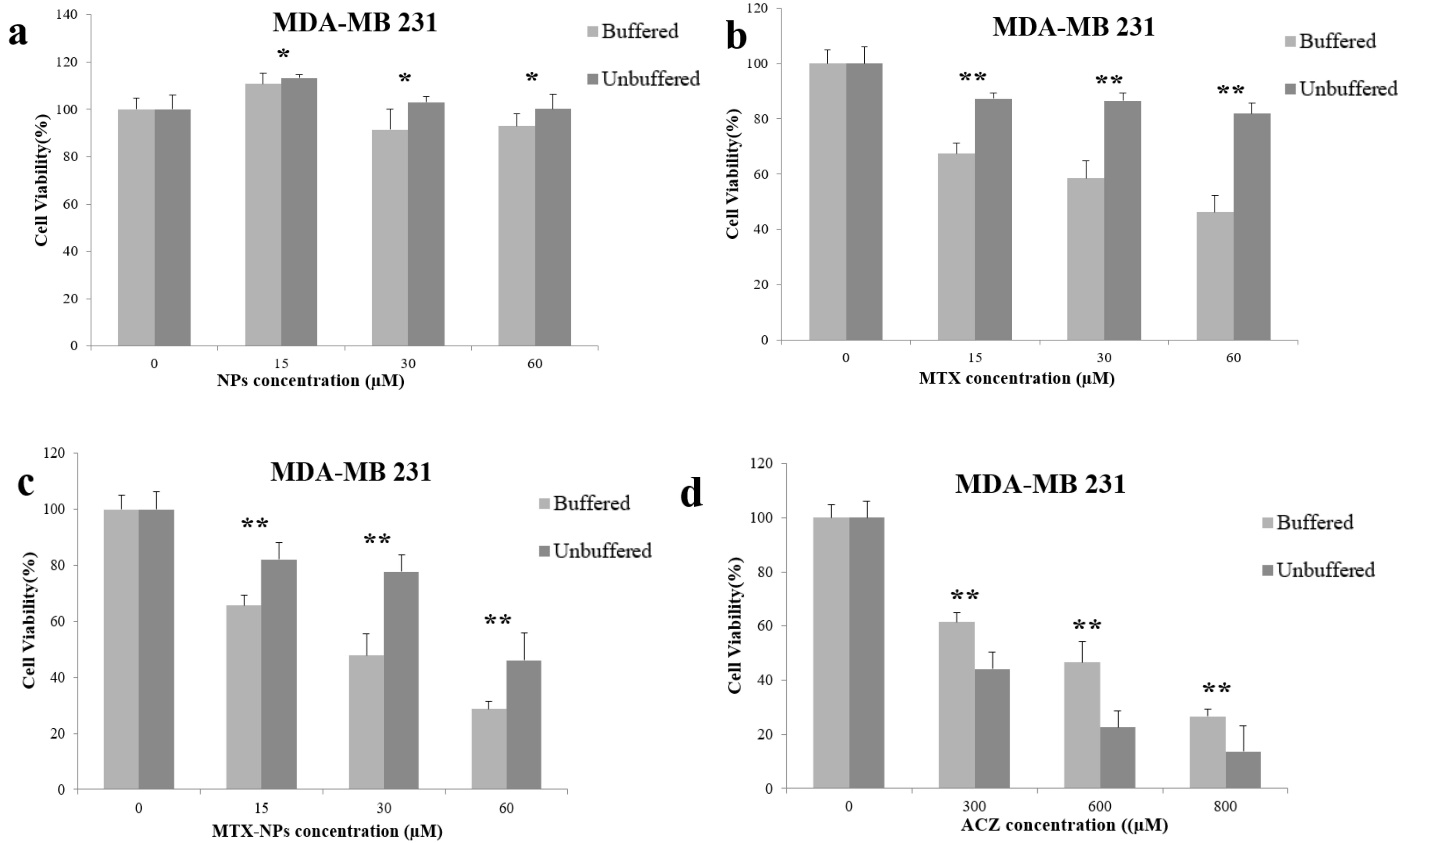 a
MDA-MB 231
Buffered
Unbuffered
Cell Viability(%)
140
120
100
80
60
40
20
0
*
*
*
0 15 30 60
NPs concentration (µM)
b
MDA-MB 231
Buffered
Unbuffered
Cell Viability(%)
120
100
80
60
40
20
0
**
**
**
0 15 30 60
MTX concentration (µM)
c
MDA-MB 231
Buffered
Unbuffered
Cell Viability(%)
120
100
80
60
40
20
0
**
**
**
0 15 30 60
MTX-NPs concentration (µM)
d
MDA-MB 231
Buffered
Unbuffered
Cell Viability(%)
120
100
80
60
40
20
0
**
**
**
0 300 600 800
ACZ concentration ((µM)